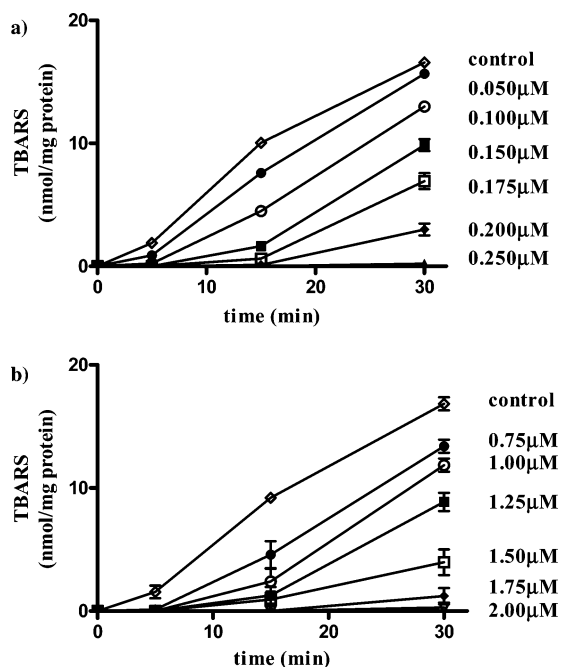 a)
20
10
0
TBARS
(nmol/mg protein)
0 10 20 30
time (min)
control
0.050μM
0.100μM
0.150μM
0.175μM
0.200μM
0.250μM
b)
20
10
0
TBARS
(nmol/mg protein)
0 10 20 30
time (min)
control
0.75μM
1.00μM
1.25μM
1.50μM
1.75μM
2.00μM